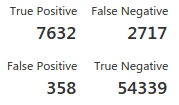 True Positive False Negative
7632 2717
False Positive True Negative
358 54339